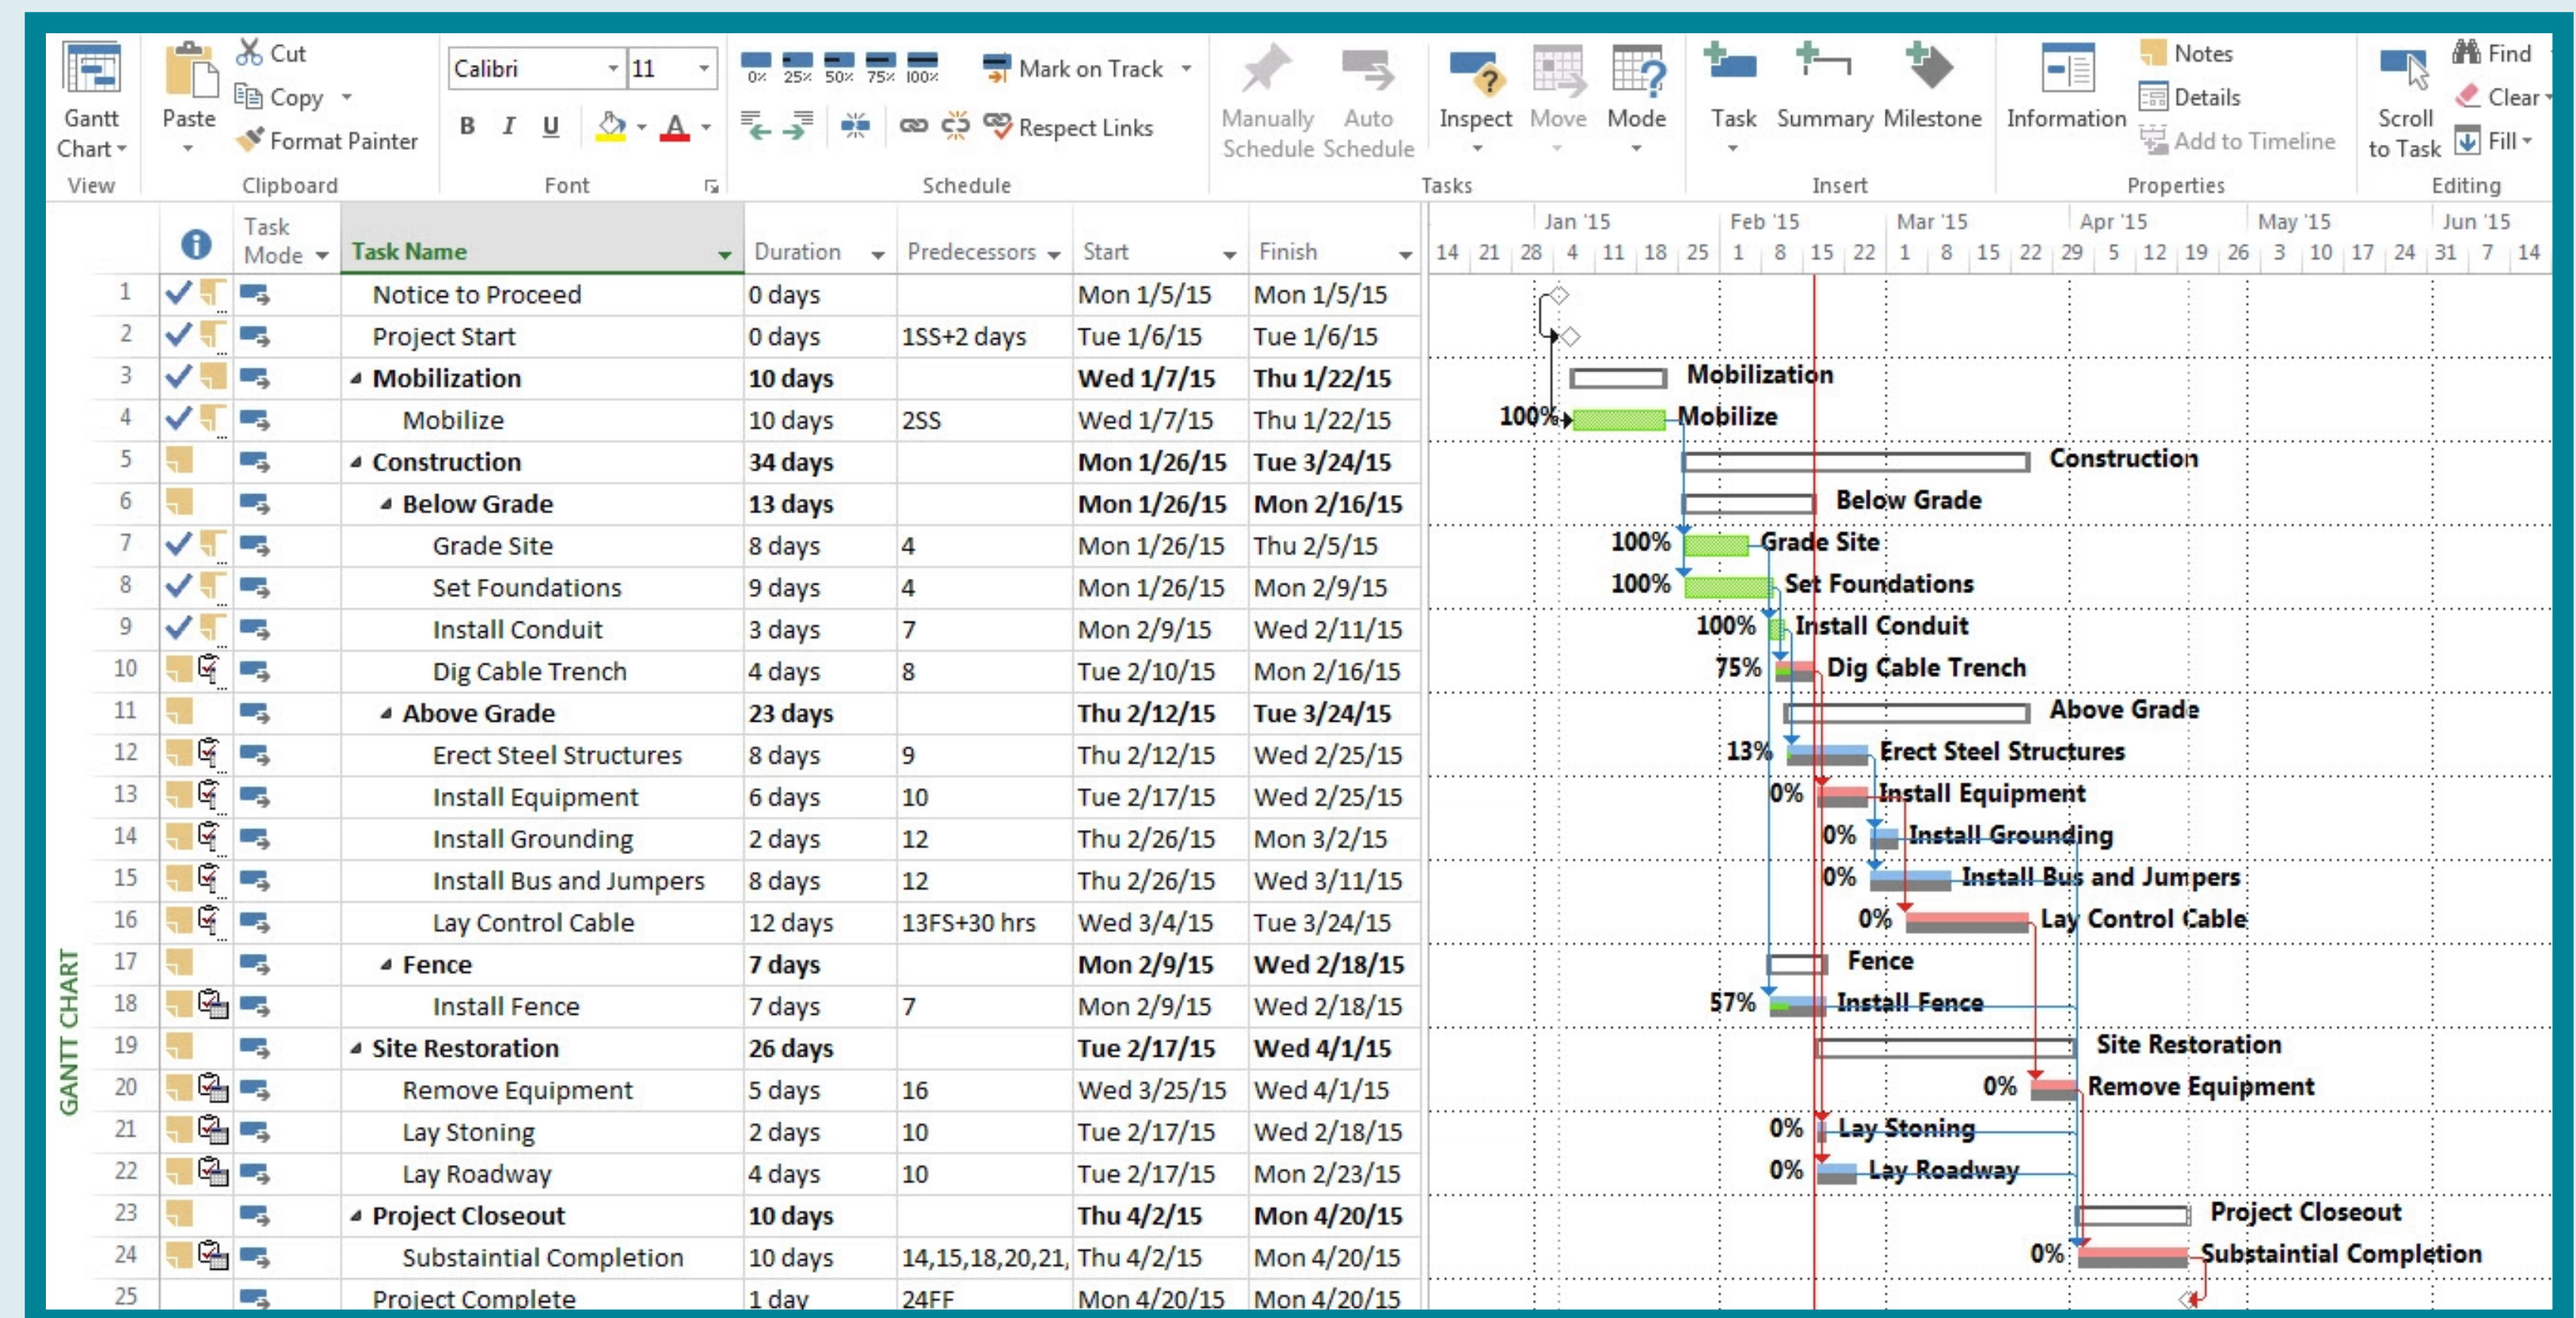 Gantt Chart
View
Paste
Cut
Copy
Format Painter
Clipboard
Calibri 11
B I U A
Font
0% 25% 50% 75% 100%
Mark on Track
Respect Links
Schedule
Manually Schedule
Auto Schedule
Inspect
Move
Mode
Tasks
Task
Summary
Milestone
Insert
Information
Notes
Details
Add to Timeline
Properties
Scroll to Task
Find
Clear
Fill
Editing
Task Mode Task Name Duration Predecessors Start Finish
Jan '15 Feb '15 Mar '15 Apr '15 May '15 Jun '15
14 21 28 4 11 18 25 1 8 15 22 1 8 15 22 29 5 12 19 26 3 10 17 24 31 7 14
1 Notice to Proceed 0 days Mon 1/5/15 Mon 1/5/15
2 Project Start 0 days 1SS+2 days Tue 1/6/15 Tue 1/6/15
3 Mobilization 10 days Wed 1/7/15 Thu 1/22/15 Mobilization
4 Mobilize 10 days 2SS Wed 1/7/15 Thu 1/22/15 100% Mobilize
5 Construction 34 days Mon 1/26/15 Tue 3/24/15 Construction
6 Below Grade 13 days Mon 1/26/15 Mon 2/16/15 Below Grade
7 Grade Site 8 days 4 Mon 1/26/15 Thu 2/5/15 100% Grade Site
8 Set Foundations 9 days 4 Mon 1/26/15 Mon 2/9/15 100% Set Foundations
9 Install Conduit 3 days 7 Mon 2/9/15 Wed 2/11/15 100% Install Conduit
10 Dig Cable Trench 4 days 8 Tue 2/10/15 Mon 2/16/15 75% Dig Cable Trench
11 Above Grade 23 days Thu 2/12/15 Tue 3/24/15 Above Grade
12 Erect Steel Structures 8 days 9 Thu 2/12/15 Wed 2/25/15 13% Erect Steel Structures
13 Install Equipment 6 days 10 Tue 2/17/15 Wed 2/25/15 0% Install Equipment
14 Install Grounding 2 days 12 Thu 2/26/15 Mon 3/2/15 0% Install Grounding
15 Install Bus and Jumpers 8 days 12 Thu 2/26/15 Wed 3/11/15 0% Install Bus and Jumpers
16 Lay Control Cable 12 days 13FS+30 hrs Wed 3/4/15 Tue 3/24/15 0% Lay Control Cable
17 Fence 7 days Mon 2/9/15 Wed 2/18/15 Fence
18 Install Fence 7 days 7 Mon 2/9/15 Wed 2/18/15 57% Install Fence
19 Site Restoration 26 days Tue 2/17/15 Wed 4/1/15 Site Restoration
20 Remove Equipment 5 days 16 Wed 3/25/15 Wed 4/1/15 0% Remove Equipment
21 Lay Stoning 2 days 10 Tue 2/17/15 Wed 2/18/15 0% Lay Stoning
22 Lay Roadway 4 days 10 Tue 2/17/15 Mon 2/23/15 0% Lay Roadway
23 Project Closeout 10 days Thu 4/2/15 Mon 4/20/15 Project Closeout
24 Substaintial Completion 10 days 14,15,18,20,21, Thu 4/2/15 Mon 4/20/15 0% Substaintial Completion
25 Project Complete 1 day 24FF Mon 4/20/15 Mon 4/20/15
GANTT CHART